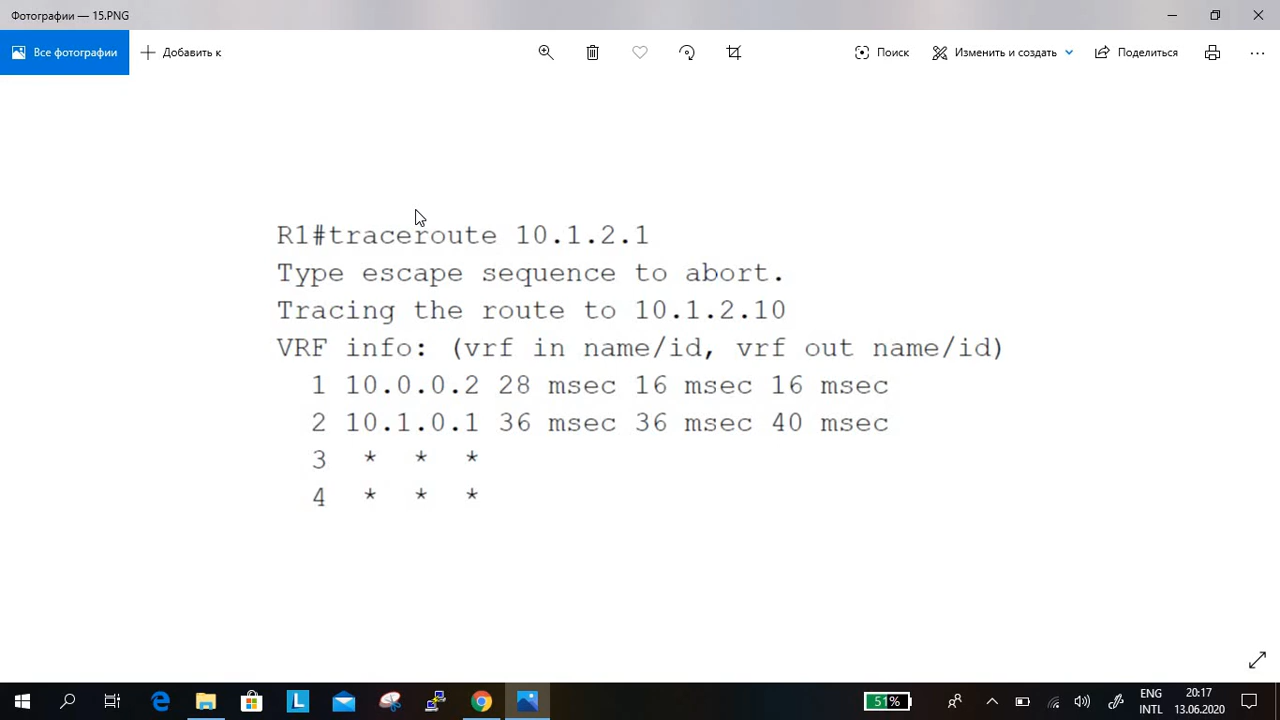 Фотографии — 15.PNG
Все фотографии Добавить к Поиск Изменить и создать Поделиться
R1#traceroute 10.1.2.1
Type escape sequence to abort.
Tracing the route to 10.1.2.10
VRF info: (vrf in name/id, vrf out name/id)
1 10.0.0.2 28 msec 16 msec 16 msec
2 10.1.0.1 36 msec 36 msec 40 msec
3 * * *
4 * * *
51% ENG 20:17
INTL 13.06.2020